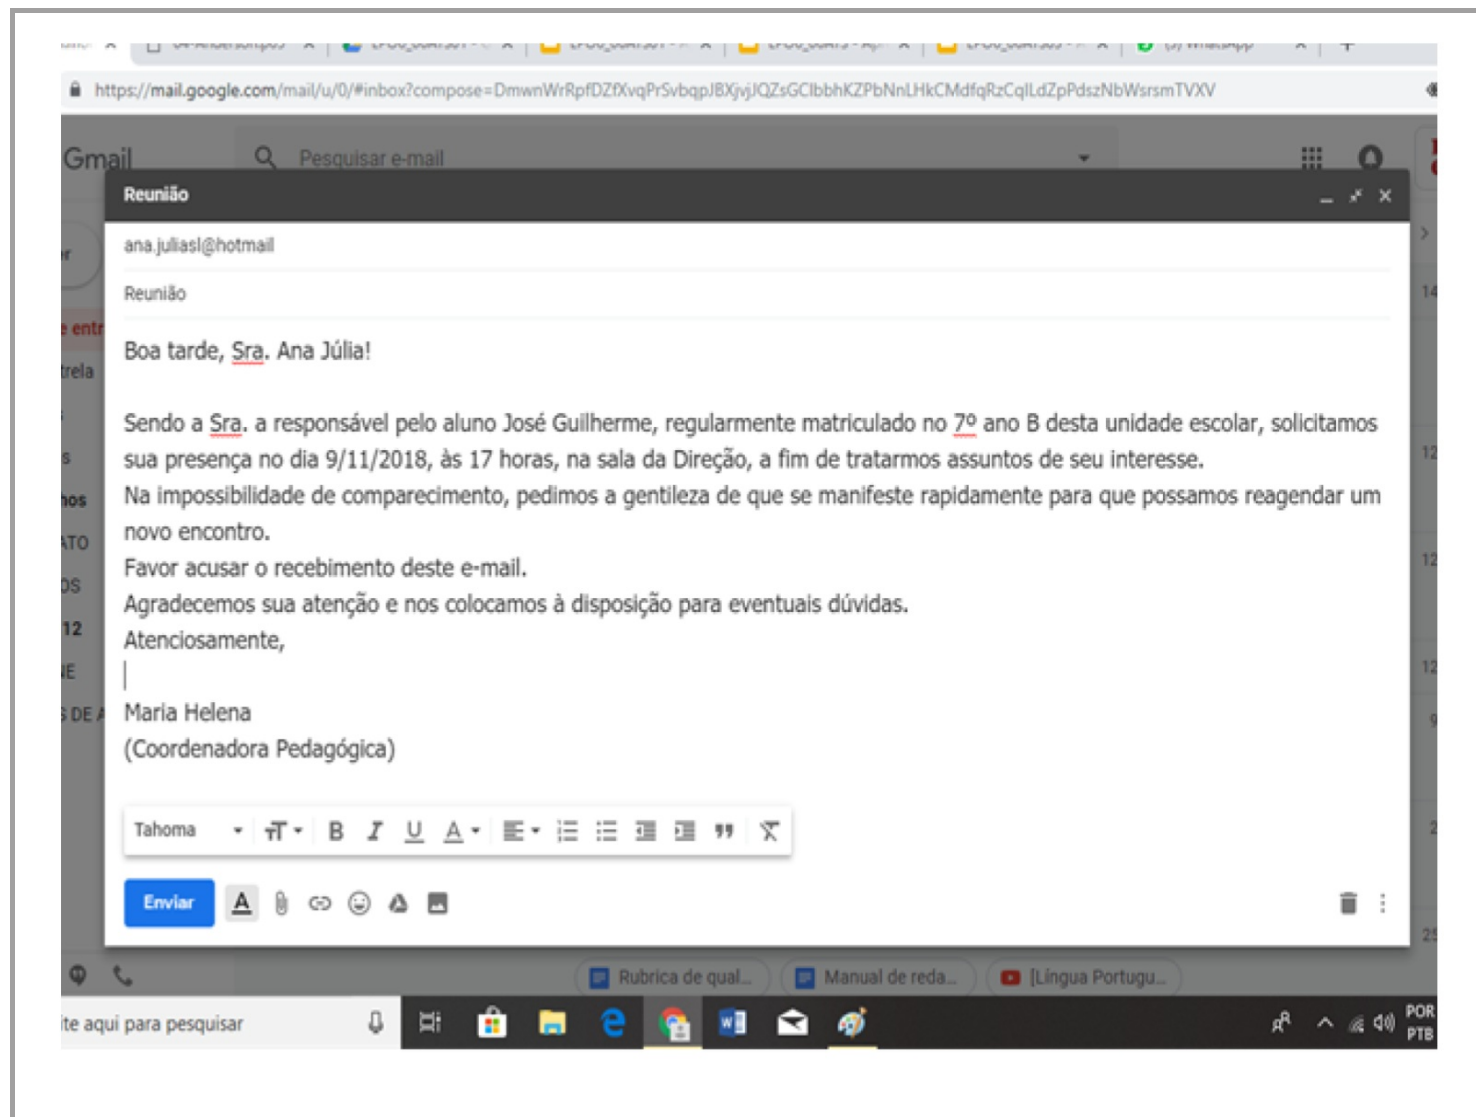 https://mail.google.com/mail/u/0/#inbox?compose=
Gmail
Pesquisar e-mail
Reunião
ana.juliasl@hotmail
Reunião
Boa tarde, Sra. Ana Júlia!
Sendo a Sra. a responsável pelo aluno José Guilherme, regularmente matriculado no 7º ano B desta unidade escolar, solicitamos
sua presença no dia 9/11/2018, às 17 horas, na sala da Direção, a fim de tratarmos assuntos de seu interesse.
Na impossibilidade de comparecimento, pedimos a gentileza de que se manifeste rapidamente para que possamos reagendar um
novo encontro.
Favor acusar o recebimento deste e-mail.
Agradecemos sua atenção e nos colocamos à disposição para eventuais dúvidas.
Atenciosamente,
Maria Helena
(Coordenadora Pedagógica)
Tahoma
Enviar
Rubrica de qual... Manual de reda... [Língua Portugu...
ite aqui para pesquisar
POR
PTB